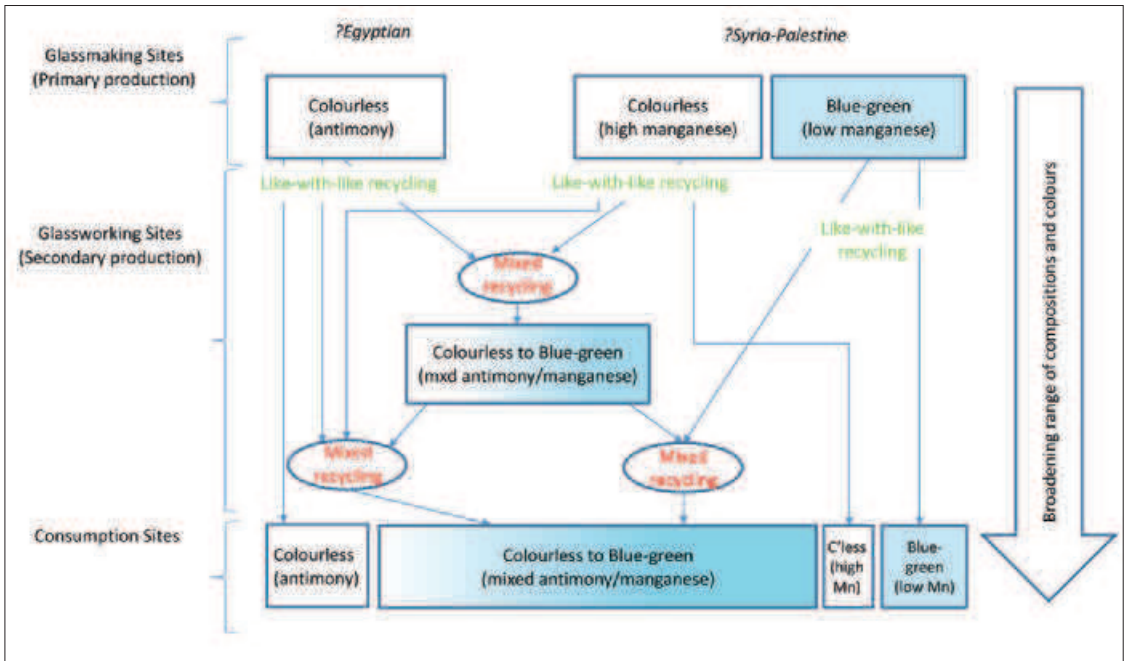 ?Egyptian
?Syria-Palestine
Glassmaking Sites
(Primary production)
Colourless
(antimony)
Colourless
(high manganese)
Blue-green
(low manganese)
Like-with-like recycling
Like-with-like recycling
Like-with-like
recycling
Glassworking Sites
(Secondary production)
Mixed
recycling
Colourless to Blue-green
(mxd antimony/manganese)
Mixed
recycling
Mixed
recycling
Consumption Sites
Colourless
(antimony)
Colourless to Blue-green
(mixed antimony/manganese)
C'less
(high
Mn)
Blue-
green
(low Mn)
Broadening range of compositions and colours